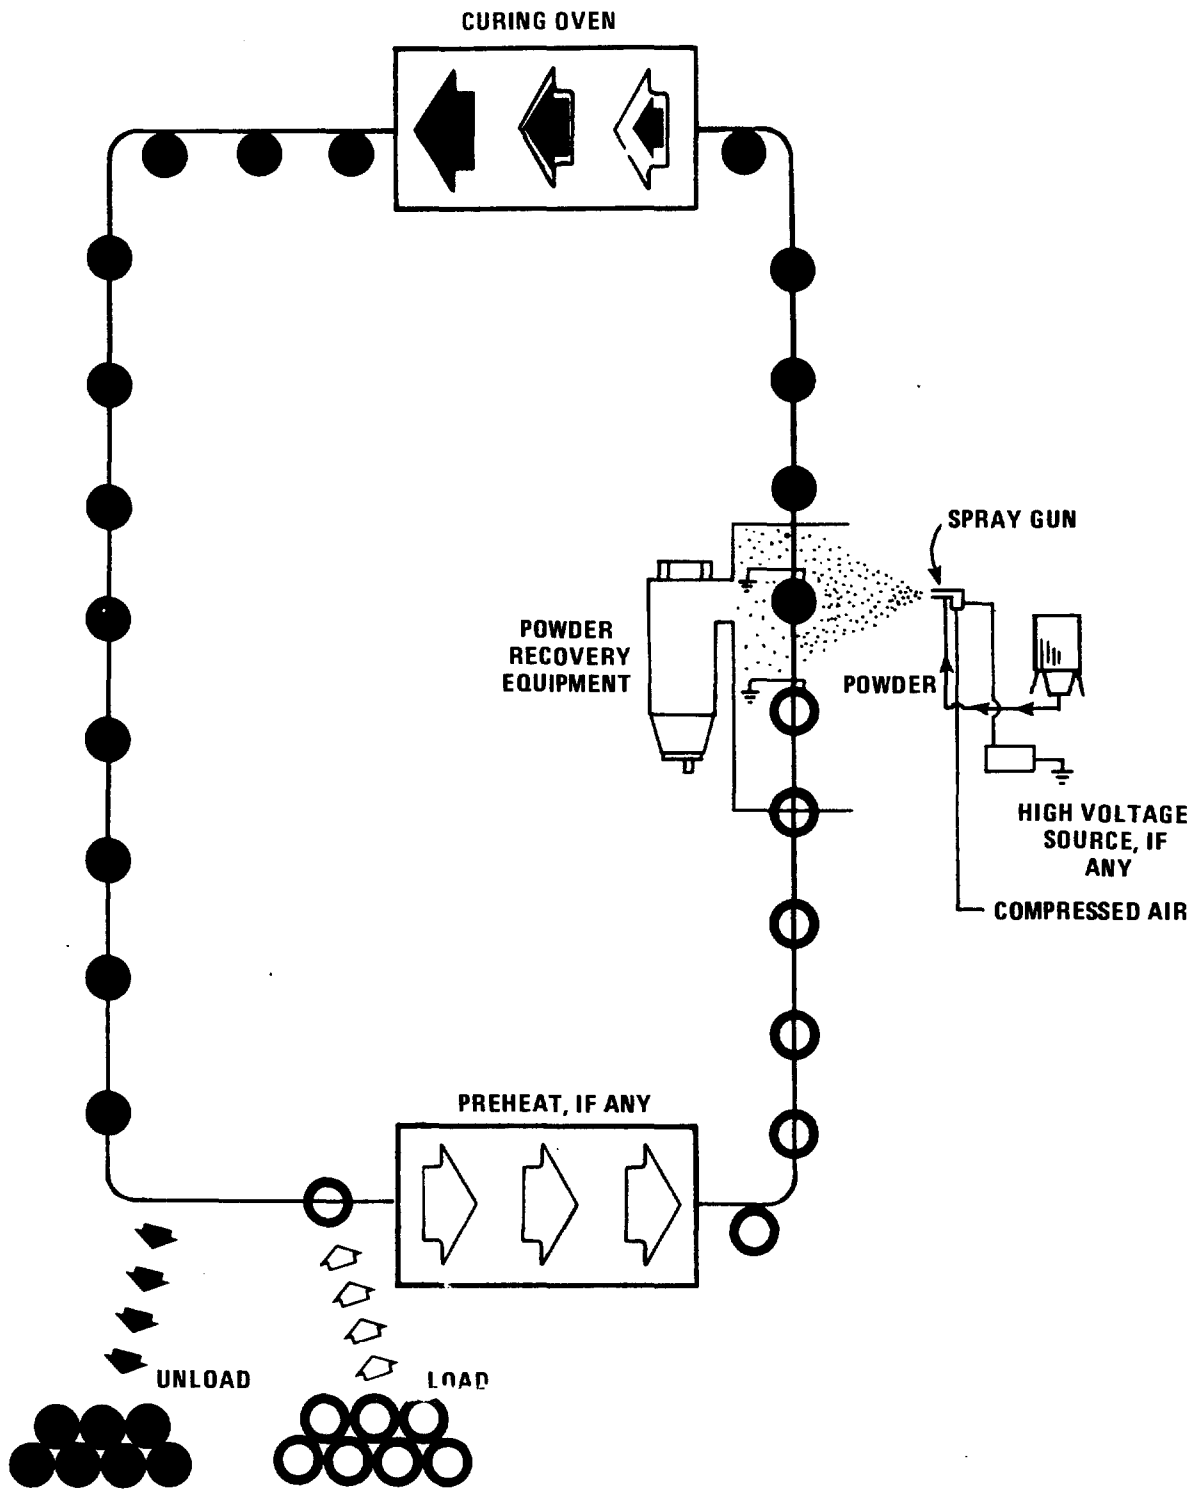 CURING OVEN
SPRAY GUN
POWDER
RECOVERY
EQUIPMENT
POWDER
HIGH VOLTAGE
SOURCE, IF
ANY
COMPRESSED AIR
PREHEAT, IF ANY
UNLOAD
LOAD